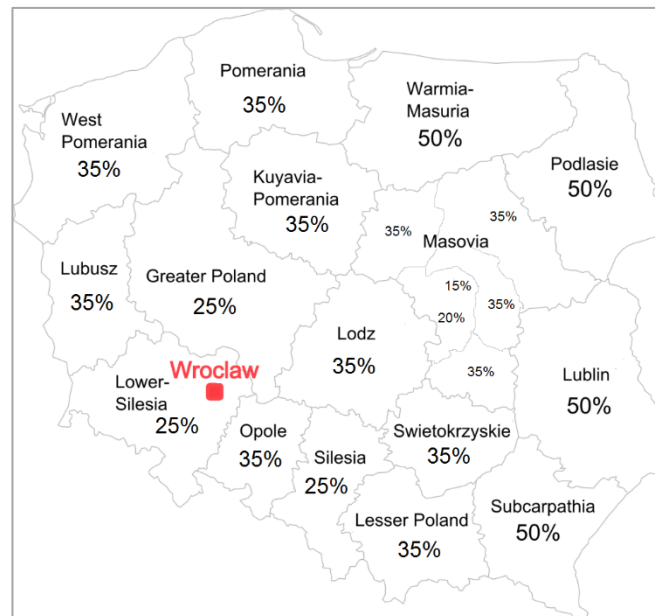 Pomerania
35%
Warmia-
Masuria
50%
West
Pomerania
35%
Podlasie
50%
Kuyavia-
Pomerania
35%
35%
35%
Masovia
Lubusz
35%
Greater Poland
25%
15%
20%
35%
Lodz
35%
35%
Lublin
50%
Wroclaw
Lower-
Silesia
25%
Opole
35%
Silesia
25%
Swietokrzyskie
35%
Lesser Poland
35%
Subcarpathia
50%